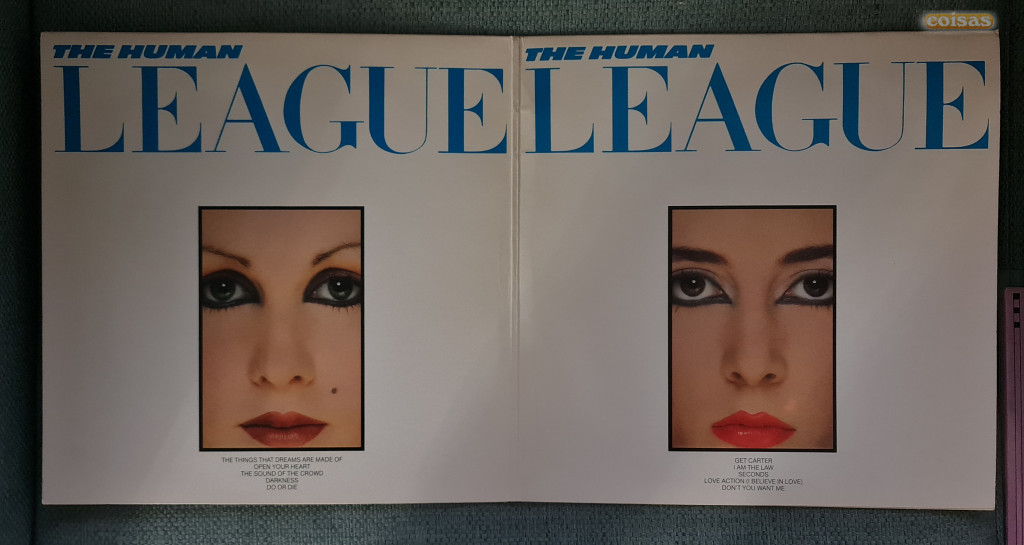 coisas
THE HUMAN
LEAGUE
THE THINGS THAT DREAMS ARE MADE OF
OPEN YOUR HEART
THE SOUND OF THE CROWD
DARKNESS
DO OR DIE
THE HUMAN
LEAGUE
GET CARTER
I AM THE LAW
SECONDS
LOVE ACTION (I BELIEVE IN LOVE)
DON'T YOU WANT ME